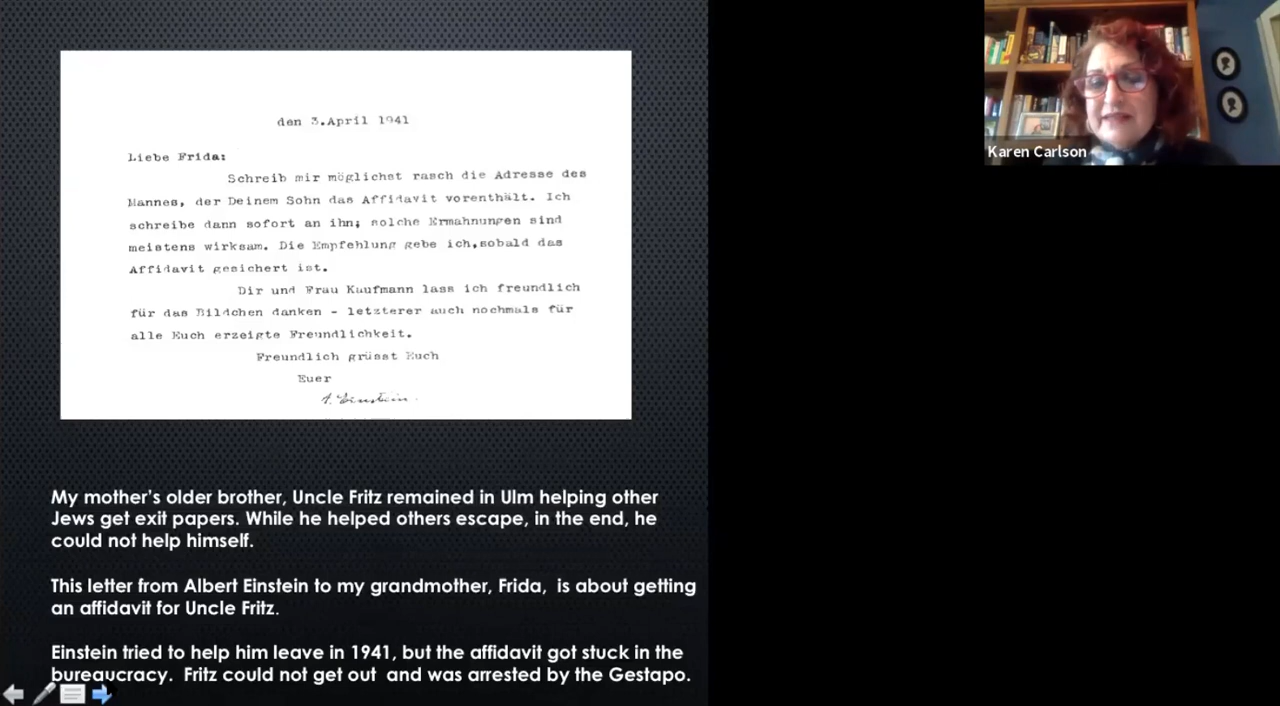 den 3.April 1941
Liebe Frida:
Schreib mir möglichst rasch die Adresse des
Mannes, der Deinem Sohn das Affidavit vorenthält. Ich
schreibe dann sofort an ihn; solche Ermahnungen sind
meistens wirksam. Die Empfehlung gebe ich,sobald das
Affidavit gesichert ist.
Dir und Frau Kaufmann lass ich freundlich
für das Bildchen danken - letzterer auch nochmals für
alle Euch erzeigte Freundlichkeit.
Freundlich grüsst Euch
Euer
A. Einstein.
My mother's older brother, Uncle Fritz remained in Ulm helping other
Jews get exit papers. While he helped others escape, in the end, he
could not help himself.
This letter from Albert Einstein to my grandmother, Frida,  is about getting
an affidavit for Uncle Fritz.
Einstein tried to help him leave in 1941, but the affidavit got stuck in the
bureaucracy.  Fritz could not get out  and was arrested by the Gestapo.
Karen Carlson